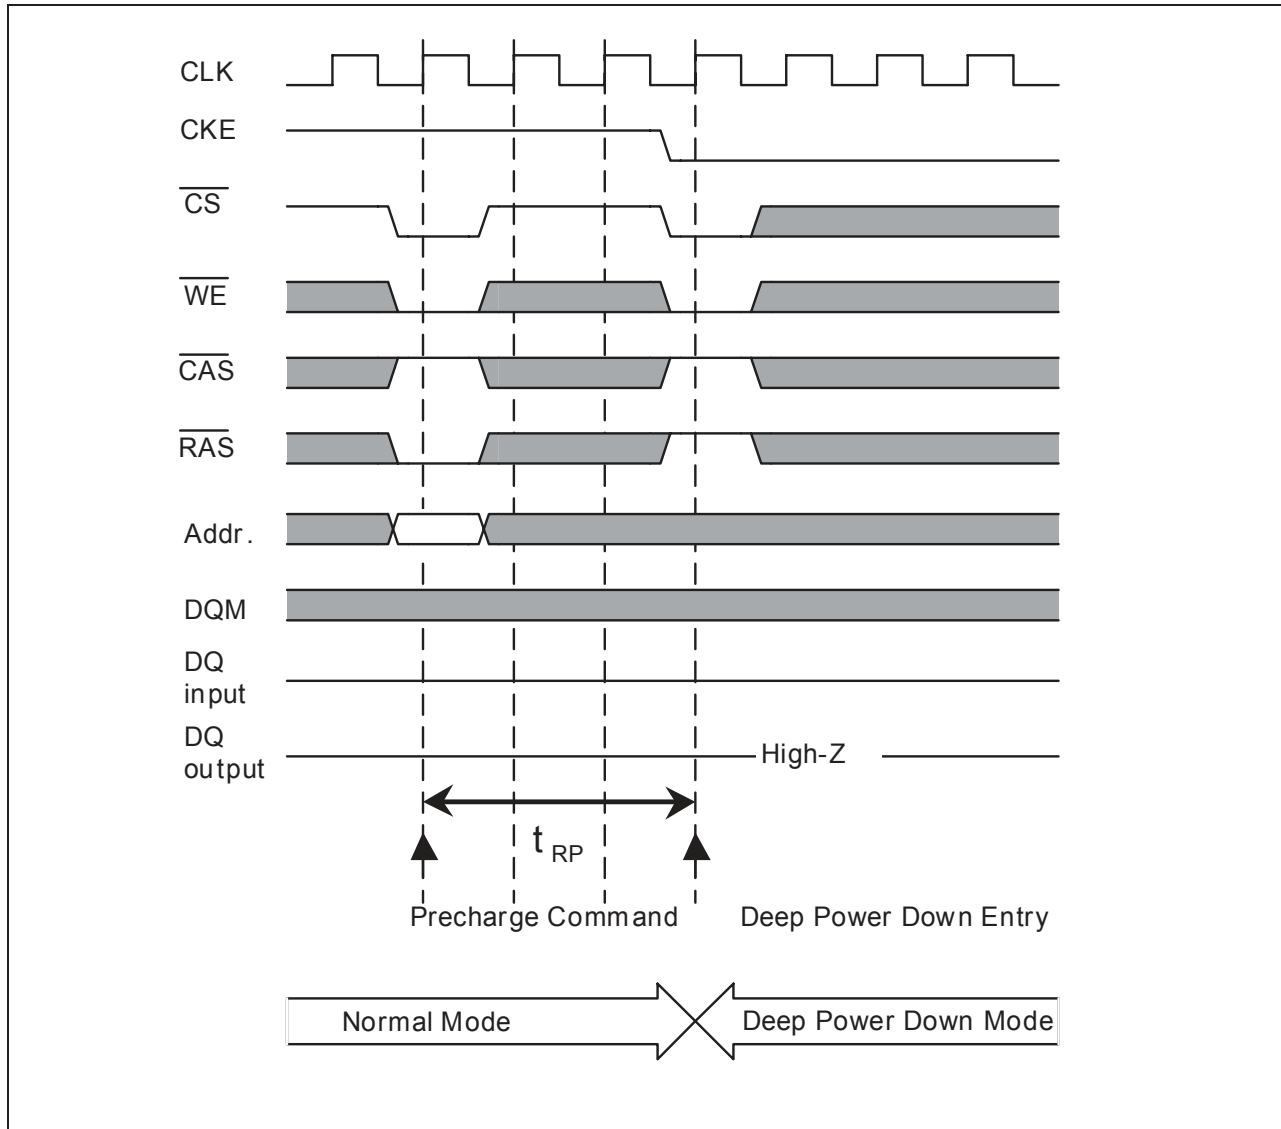 CLK
CKE
CS
WE
CAS
RAS
Addr.
DQM
DQ
input
DQ
output
High-Z
tRP
Precharge Command
Deep Power Down Entry
Normal Mode
Deep Power Down Mode